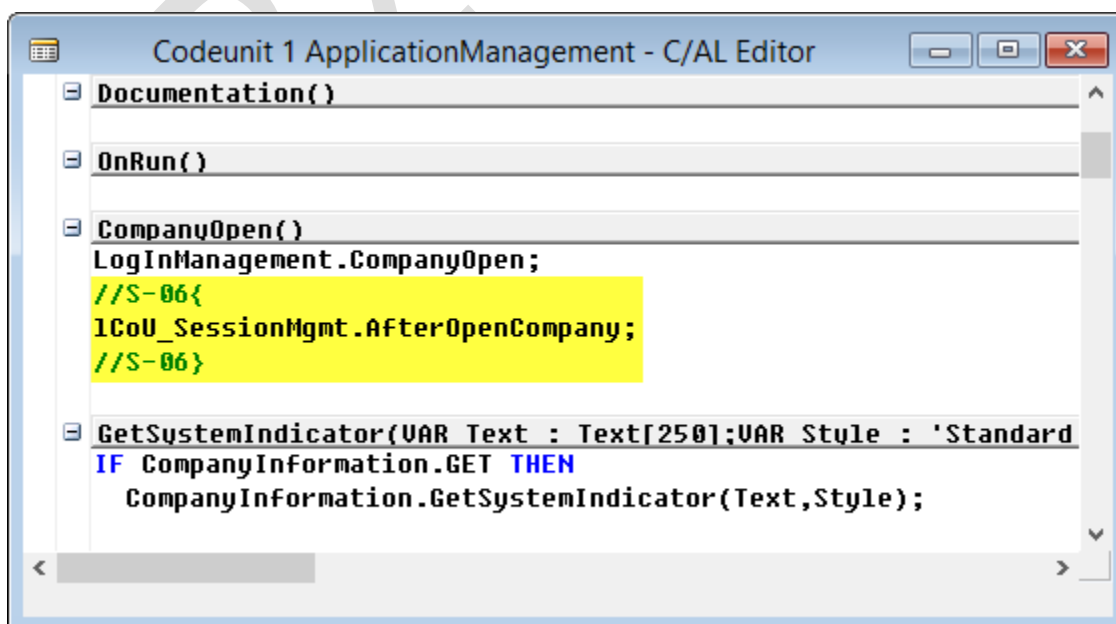 Codeunit 1 ApplicationManagement - C/AL Editor
Documentation()
OnRun()
CompanyOpen()
LogInManagement.CompanyOpen;
//S-06{
lCoU_SessionMgmt.AfterOpenCompany;
//S-06}
GetSystemIndicator(VAR Text : Text[250];VAR Style : 'Standard
IF CompanyInformation.GET THEN
CompanyInformation.GetSystemIndicator(Text,Style);